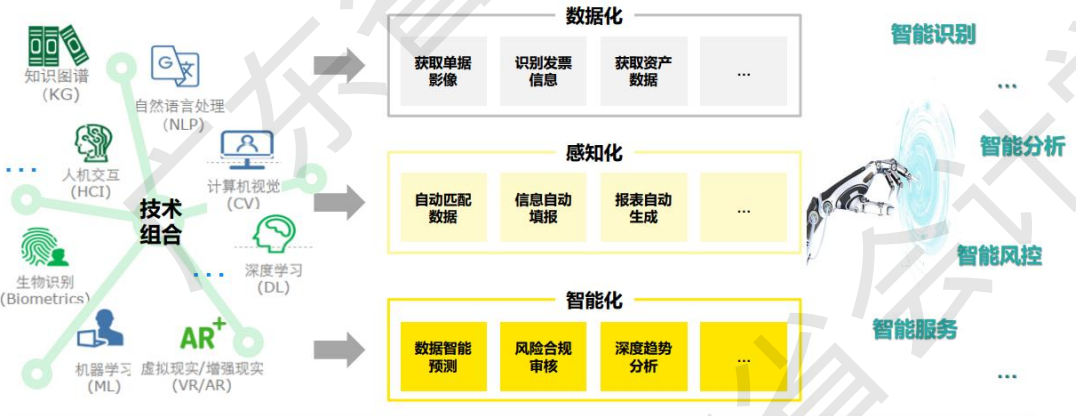 知识图谱
(KG)
自然语言处理
(NLP)
人机交互
(HCI)
计算机视觉
(CV)
技术
组合
生物识别
(Biometrics)
深度学习
(DL)
机器学习
(ML)
AR+
虚拟现实/增强现实
(VR/AR)
数据化
获取单据
影像
识别发票
信息
获取资产
数据
...
感知化
自动匹配
数据
信息自动
填报
报表自动
生成
...
智能化
数据智能
预测
风险合规
审核
深度趋势
分析
...
智能识别
...
智能分析
智能风控
智能服务
...